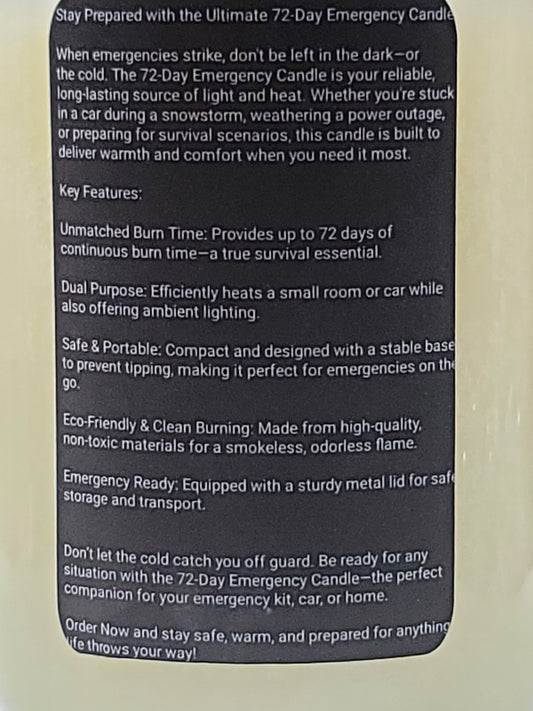 Stay Prepared with the Ultimate 72-Day Emergency Candle
When emergencies strike, don't be left in the dark—or
the cold. The 72-Day Emergency Candle is your reliable,
long-lasting source of light and heat. Whether you're stuck
in a car during a snowstorm, weathering a power outage,
or preparing for survival scenarios, this candle is built to
deliver warmth and comfort when you need it most.
Key Features:
Unmatched Burn Time: Provides up to 72 days of
continuous burn time—a true survival essential.
Dual Purpose: Efficiently heats a small room or car while
also offering ambient lighting.
Safe & Portable: Compact and designed with a stable base
to prevent tipping, making it perfect for emergencies on the
go.
Eco-Friendly & Clean Burning: Made from high-quality,
non-toxic materials for a smokeless, odorless flame.
Emergency Ready: Equipped with a sturdy metal lid for safe
storage and transport.
Don't let the cold catch you off guard. Be ready for any
situation with the 72-Day Emergency Candle—the perfect
companion for your emergency kit, car, or home.
Order Now and stay safe, warm, and prepared for anything
life throws your way!